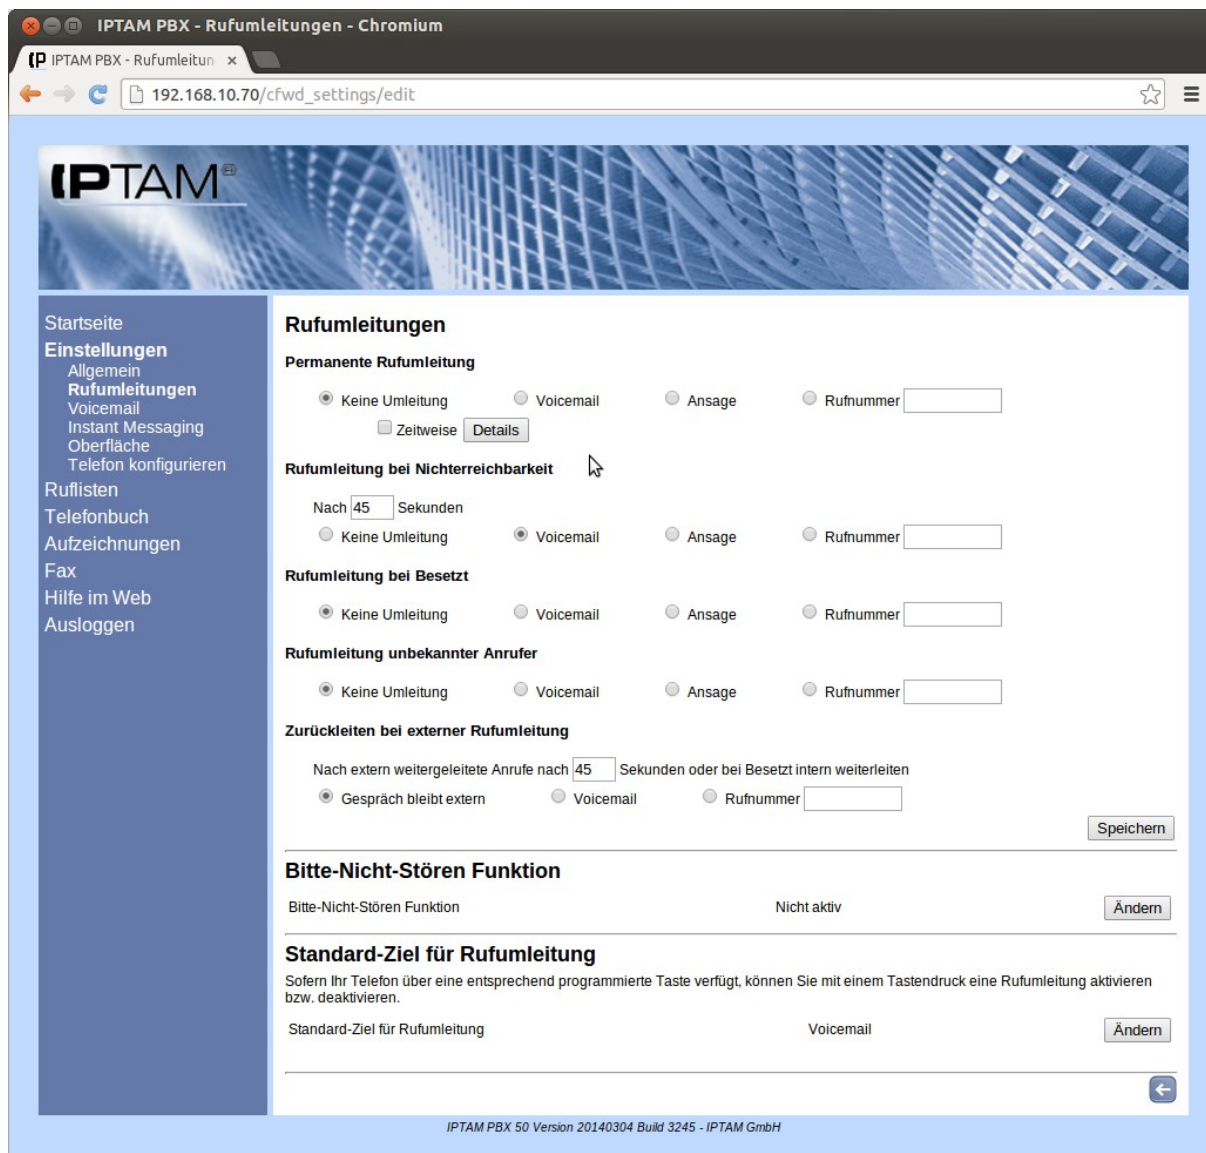 IPTAM PBX - Rufumleitungen - Chromium
IPTAM PBX - Rufumleitun
192.168.10.70/cfwd_settings/edit
IPTAM®
Startseite
Einstellungen
Allgemein
Rufumleitungen
Voicemail
Instant Messaging
Oberfläche
Telefon konfigurieren
Ruflisten
Telefonbuch
Aufzeichnungen
Fax
Hilfe im Web
Ausloggen
Rufumleitungen
Permanente Rufumleitung
Keine Umleitung Voicemail Ansage Rufnummer
Zeitweise Details
Rufumleitung bei Nichterreichbarkeit
Nach 45 Sekunden
Keine Umleitung Voicemail Ansage Rufnummer
Rufumleitung bei Besetzt
Keine Umleitung Voicemail Ansage Rufnummer
Rufumleitung unbekannter Anrufer
Keine Umleitung Voicemail Ansage Rufnummer
Zurückleiten bei externer Rufumleitung
Nach extern weitergeleitete Anrufe nach 45 Sekunden oder bei Besetzt intern weiterleiten
Gespräch bleibt extern Voicemail Rufnummer
Speichern
Bitte-Nicht-Stören Funktion
Bitte-Nicht-Stören Funktion Nicht aktiv Ändern
Standard-Ziel für Rufumleitung
Sofern Ihr Telefon über eine entsprechend programmierte Taste verfügt, können Sie mit einem Tastendruck eine Rufumleitung aktivieren
bzw. deaktivieren.
Standard-Ziel für Rufumleitung Voicemail Ändern
IPTAM PBX 50 Version 20140304 Build 3245 - IPTAM GmbH